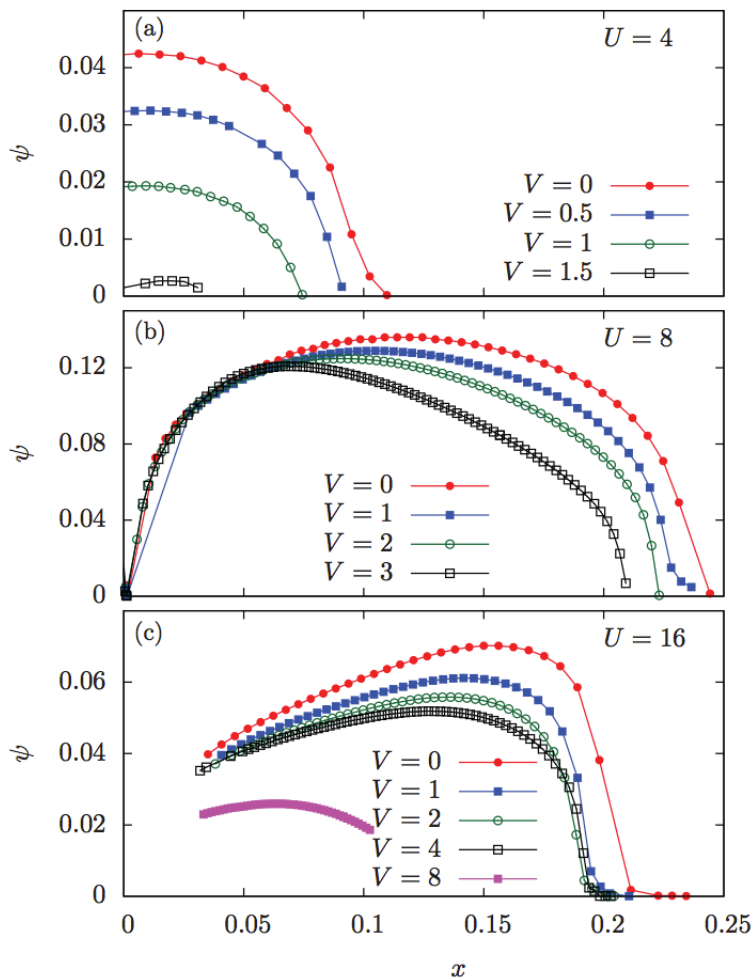 (a)
U = 4
0.04
0.03
0.02
0.01
0
ψ
V = 0
V = 0.5
V = 1
V = 1.5
(b)
U = 8
0.12
0.08
0.04
0
ψ
V = 0
V = 1
V = 2
V = 3
(c)
U = 16
0.06
0.04
0.02
0
ψ
V = 0
V = 1
V = 2
V = 4
V = 8
0 0.05 0.1 0.15 0.2 0.25
x